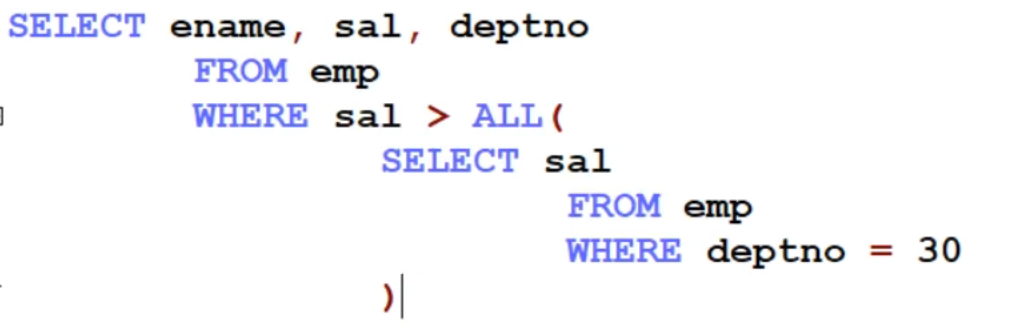 SELECT ename, sal, deptno
FROM emp
WHERE sal > ALL(
SELECT sal
FROM emp
WHERE deptno = 30
)